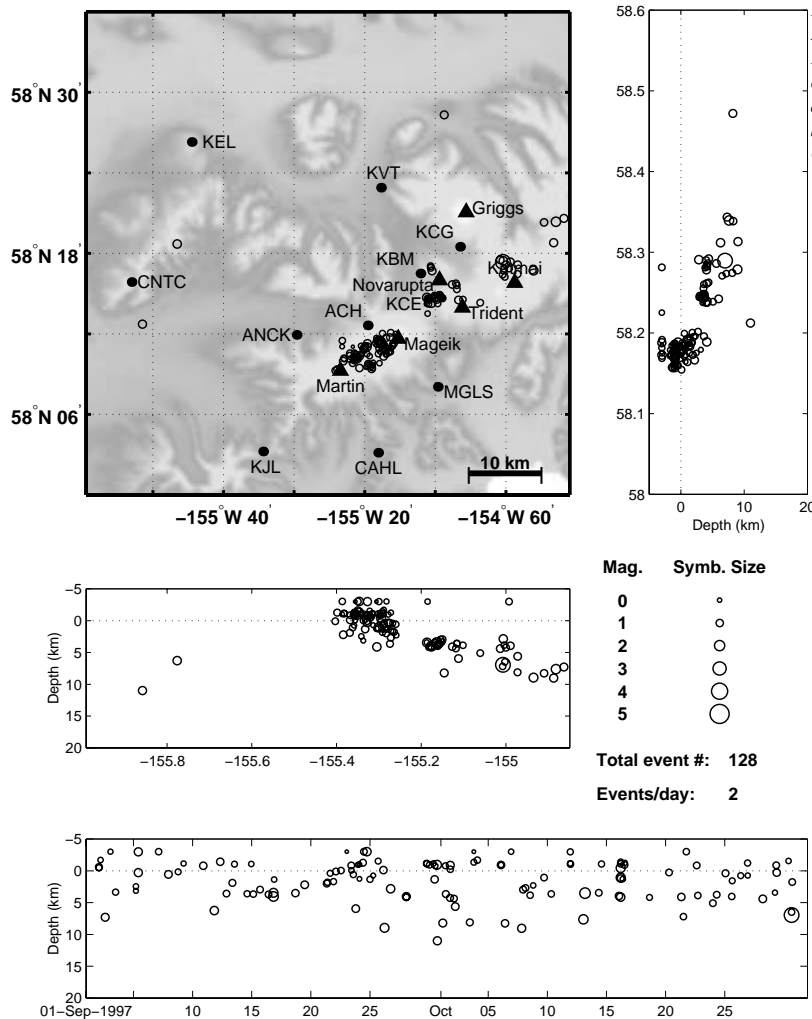 58°N 30'
58°N 18'
58°N 06'
−155°W 40'
−155°W 20'
−154°W 60'
KEL
KVT
Griggs
KCG
KBM
Katmai
CNTC
Novarupta
KCE
Trident
ACH
ANCK
Mageik
Martin
MGLS
KJL
CAHL
10 km
58.6
58.5
58.4
58.3
58.2
58.1
58
0
10
20
Depth (km)
−5
0
5
10
15
20
Depth (km)
−155.8
−155.6
−155.4
−155.2
−155
Mag. Symb. Size
0
1
2
3
4
5
Total event #: 128
Events/day: 2
−5
0
5
10
15
20
Depth (km)
01−Sep−1997
10
15
20
25
Oct
05
10
15
20
25
30